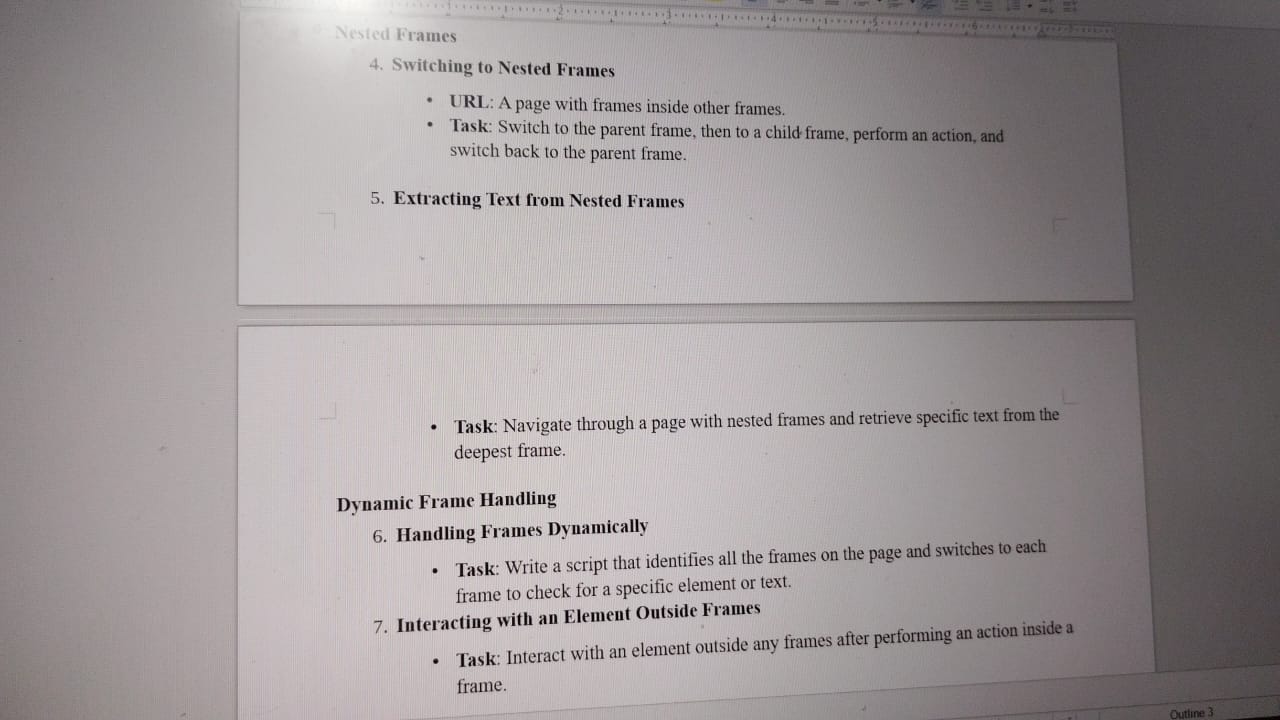 Nested Frames
4. Switching to Nested Frames
• URL: A page with frames inside other frames.
• Task: Switch to the parent frame, then to a child frame, perform an action, and
switch back to the parent frame.
5. Extracting Text from Nested Frames
• Task: Navigate through a page with nested frames and retrieve specific text from the
deepest frame.
Dynamic Frame Handling
6. Handling Frames Dynamically
• Task: Write a script that identifies all the frames on the page and switches to each
frame to check for a specific element or text.
7. Interacting with an Element Outside Frames
• Task: Interact with an element outside any frames after performing an action inside a
frame.
Outline 3